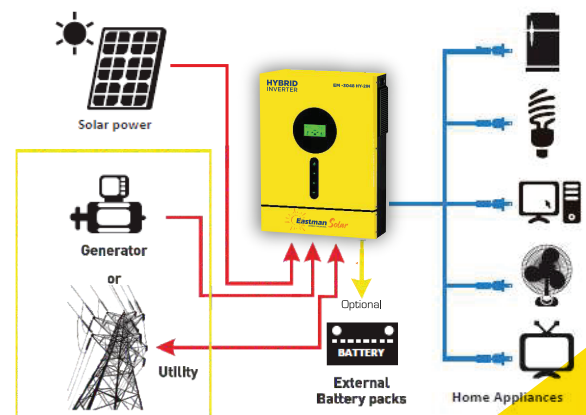 Solar power
HYBRID
INVERTER
Eastman Solar
Generator
or
Utility
Optional
BATTERY
External
Battery packs
Home Appliances